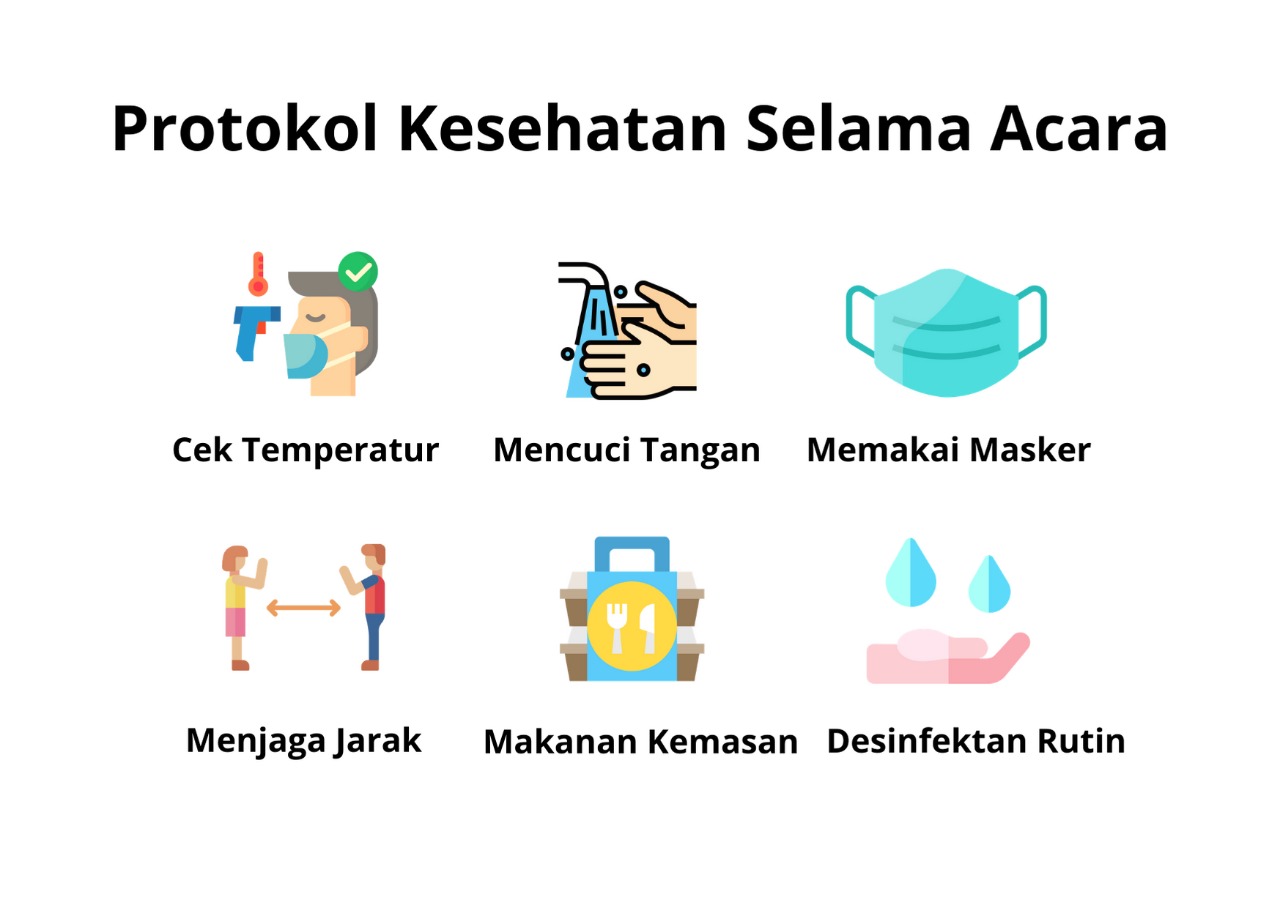 Protokol Kesehatan Selama Acara
Cek Temperatur
Mencuci Tangan
Memakai Masker
Menjaga Jarak
Makanan Kemasan
Desinfektan Rutin